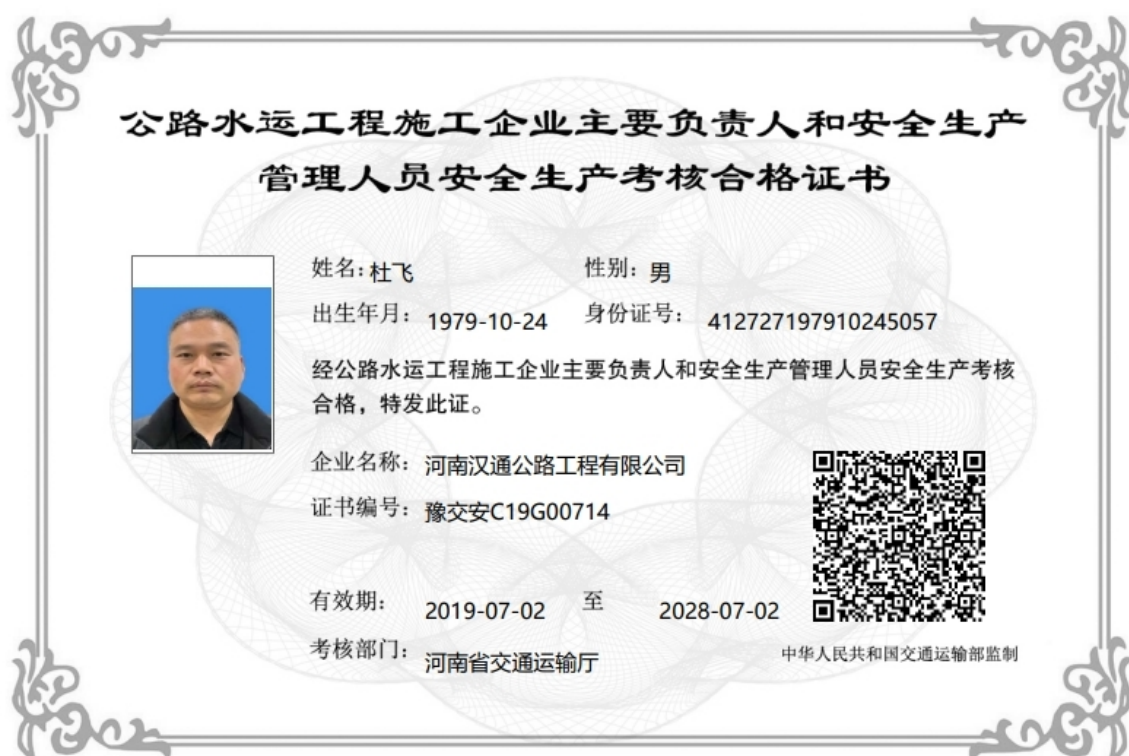 公路水运工程施工企业主要负责人和安全生产
管理人员安全生产考核合格证书
姓名：杜飞 性别：男
出生年月：1979-10-24 身份证号：412727197910245057
经公路水运工程施工企业主要负责人和安全生产管理人员安全生产考核
合格，特发此证。
企业名称：河南汉通公路工程有限公司
证书编号：豫交安C19G00714
有效期：2019-07-02 至 2028-07-02
考核部门：河南省交通运输厅
中华人民共和国交通运输部监制